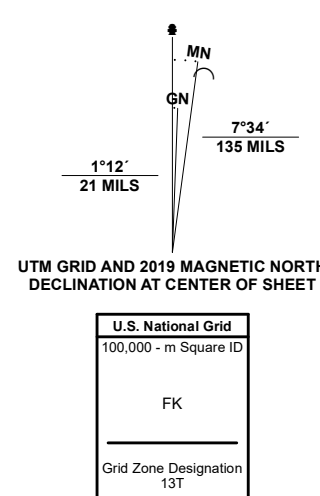 MN
GN
7°34´
135 MILS
1°12´
21 MILS
UTM GRID AND 2019 MAGNETIC NORTH
DECLINATION AT CENTER OF SHEET
U.S. National Grid
100,000 - m Square ID
FK
Grid Zone Designation
13T